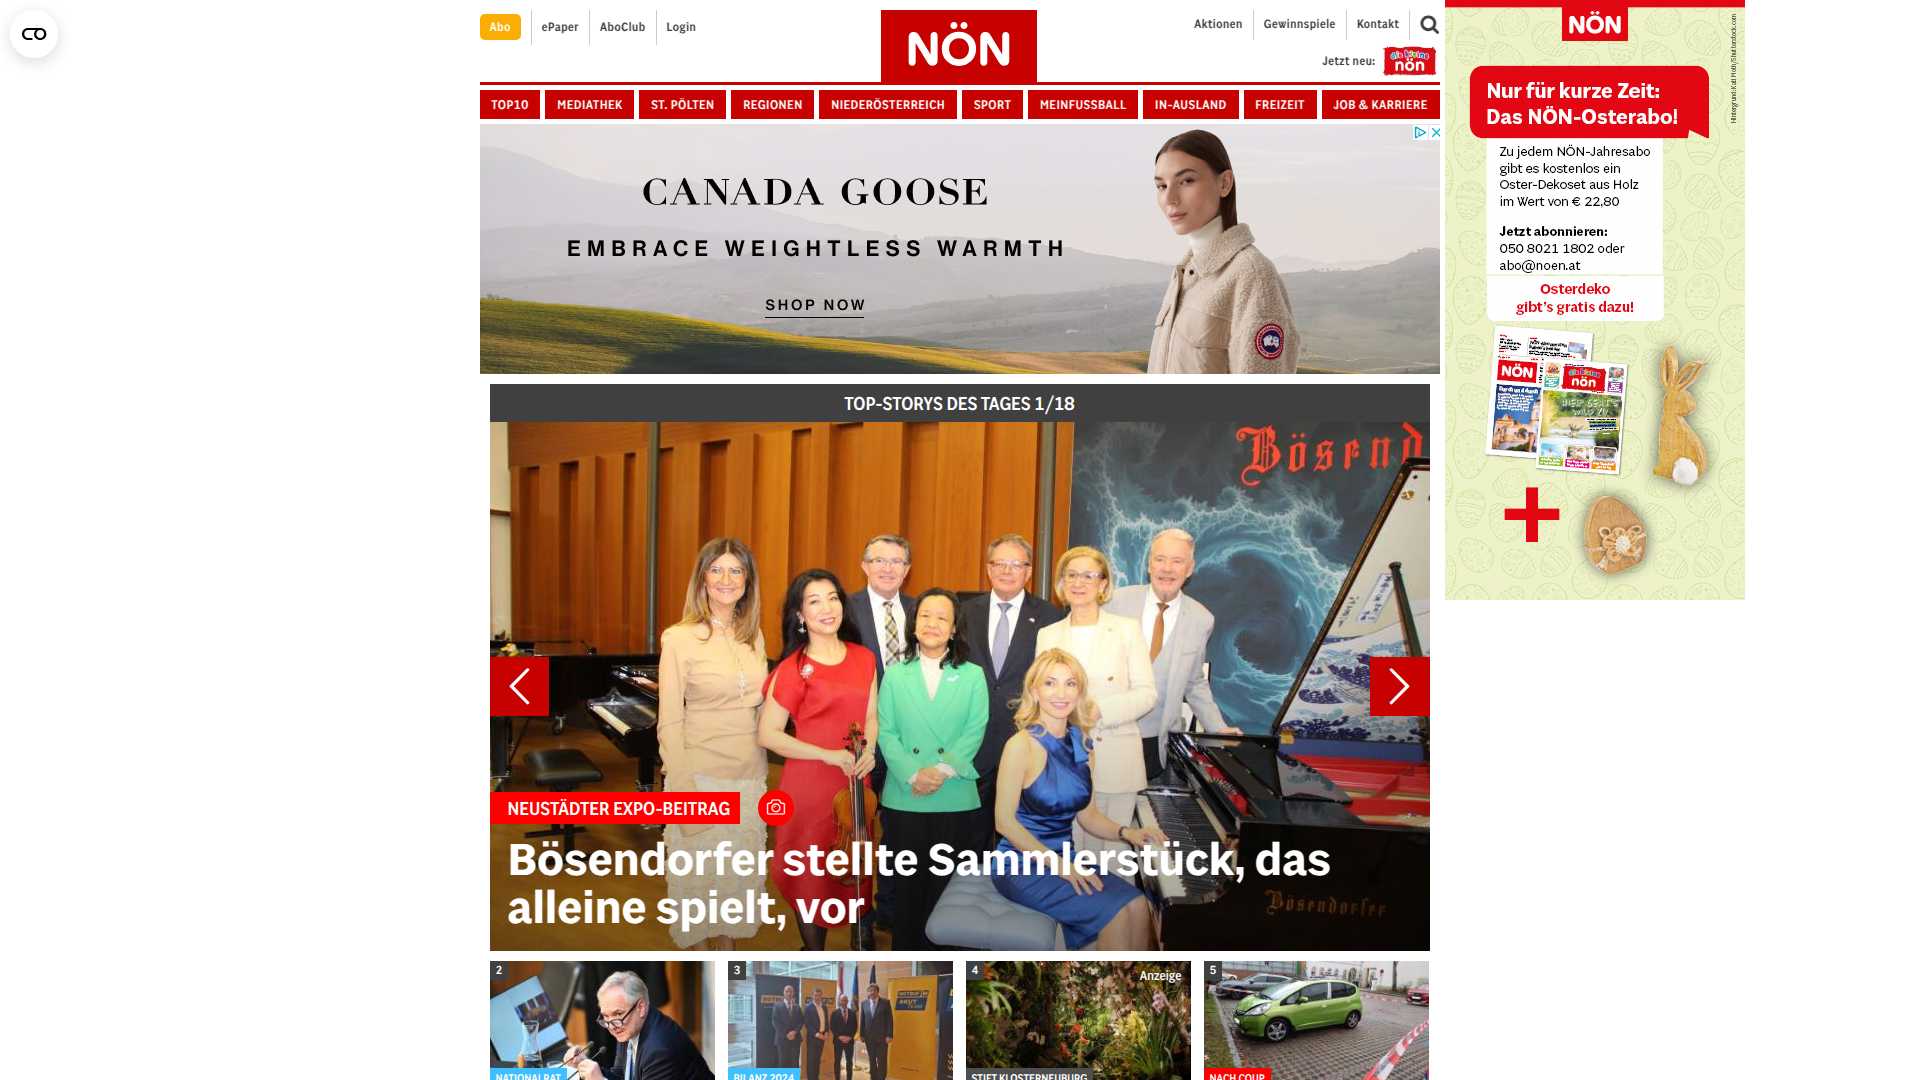 Abo
ePaper
AboClub
Login
NÖN
Aktionen
Gewinnspiele
Kontakt
Jetzt neu:
die kleine
nön
TOP10
MEDIATHEK
ST. PÖLTEN
REGIONEN
NIEDERÖSTERREICH
SPORT
MEINFUSSBALL
IN-AUSLAND
FREIZEIT
JOB & KARRIERE
CANADA GOOSE
EMBRACE WEIGHTLESS WARMTH
SHOP NOW
TOP-STORYS DES TAGES 1/18
Bösend
Bösendorfer
NEUSTÄDTER EXPO-BEITRAG
Bösendorfer stellte Sammlerstück, das
alleine spielt, vor
2
NATIONALRAT
3
BILANZ 2024
4
Anzeige
STIFT KLOSTERNEUBURG
5
NACH COUP
NÖN
Nur für kurze Zeit:
Das NÖN-Osterabo!
Zu jedem NÖN-Jahresabo
gibt es kostenlos ein
Oster-Dekoset aus Holz
im Wert von € 22,80
Jetzt abonnieren:
050 8021 1802 oder
abo@noen.at
Osterdeko
gibt's gratis dazu!
NÖN
die kleine
nön